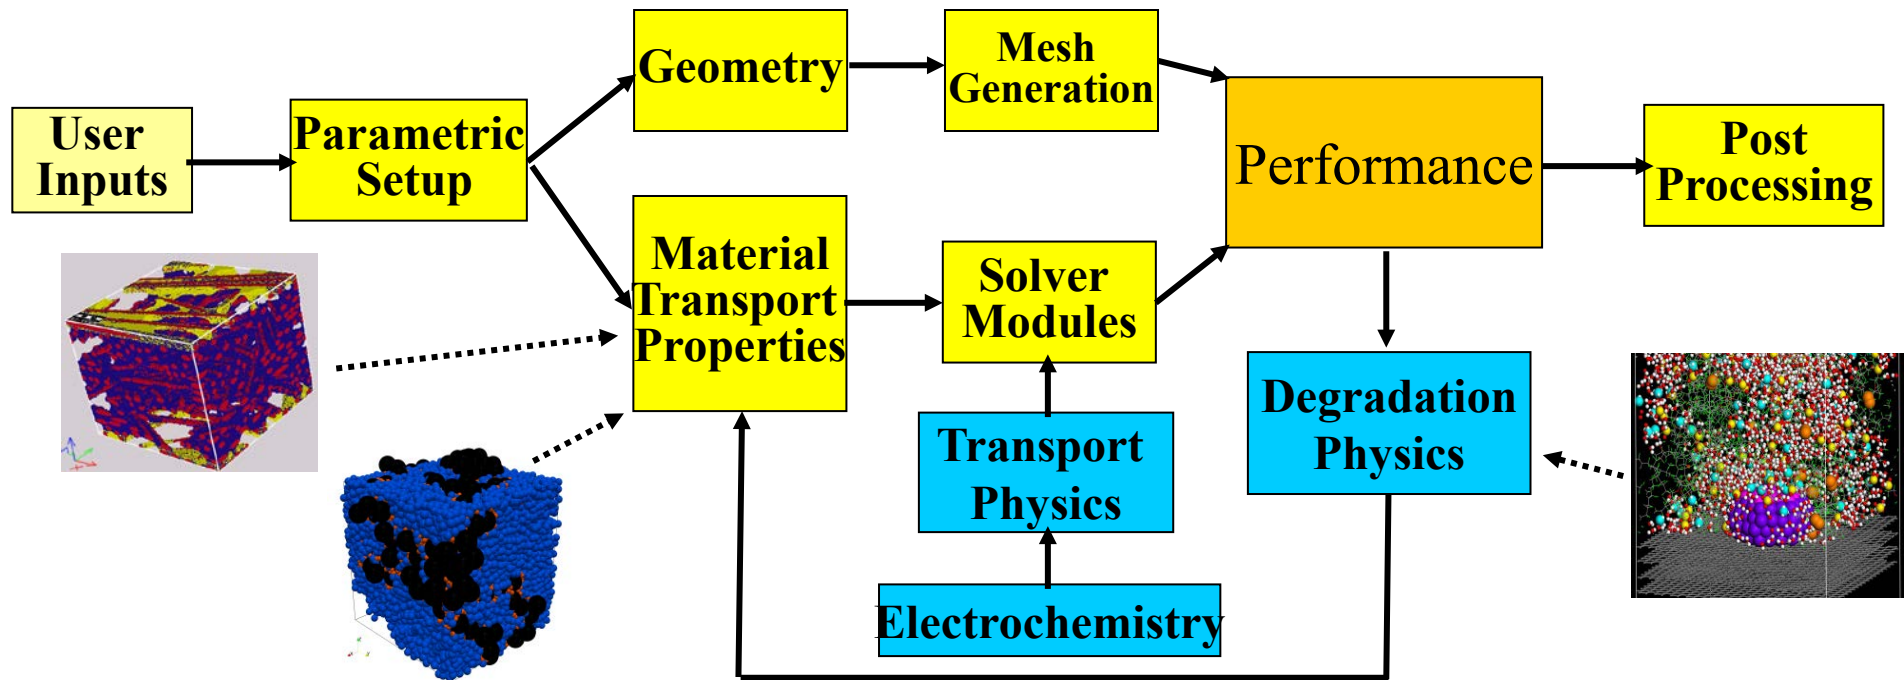 User
Inputs
Parametric
Setup
Geometry
Mesh
Generation
Material
Transport
Properties
Solver
Modules
Performance
Post
Processing
Transport
Physics
Electrochemistry
Degradation
Physics